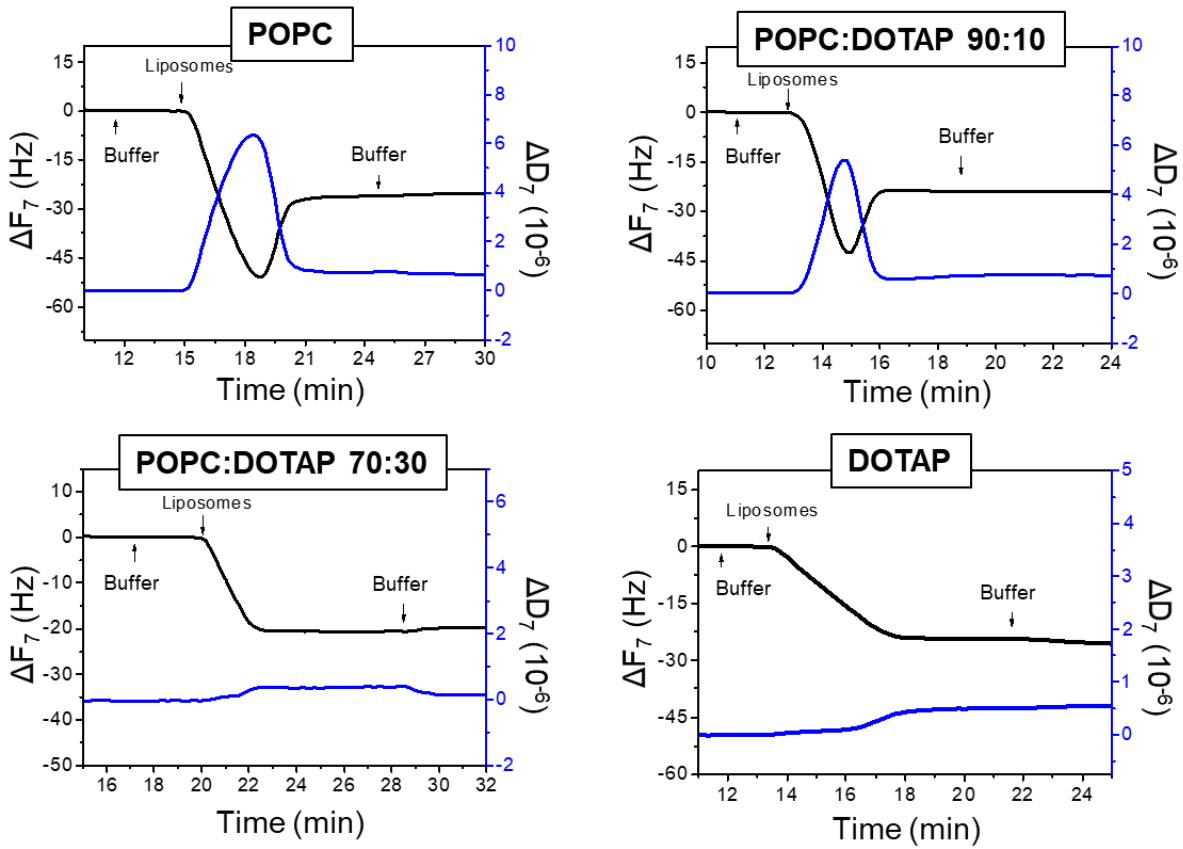 POPC
Liposomes
Buffer
Buffer
ΔF7 (Hz)
15
0
-15
-30
-45
-60
ΔD7 (10-6)
10
8
6
4
2
0
-2
12 15 18 21 24 27 30
Time (min)
POPC:DOTAP 90:10
Liposomes
Buffer
Buffer
ΔF7 (Hz)
15
0
-15
-30
-45
-60
ΔD7 (10-6)
10
8
6
4
2
0
-2
10 12 14 16 18 20 22 24
Time (min)
POPC:DOTAP 70:30
Liposomes
Buffer
Buffer
ΔF7 (Hz)
10
0
-10
-20
-30
-40
-50
ΔD7 (10-6)
6
4
2
0
-2
16 18 20 22 24 26 28 30 32
Time (min)
DOTAP
Liposomes
Buffer
Buffer
ΔF7 (Hz)
15
0
-15
-30
-45
-60
ΔD7 (10-6)
5
4
3
2
1
0
12 14 16 18 20 22 24
Time (min)